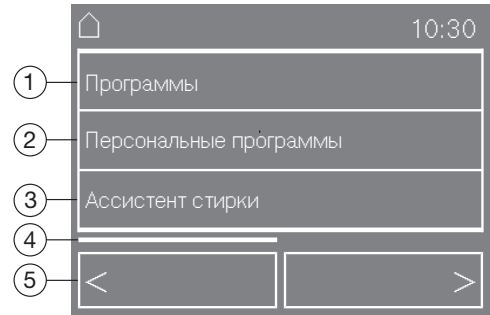 10:30
1 Программы
2 Персональные программы
3 Ассистент стирки
4
5 < >